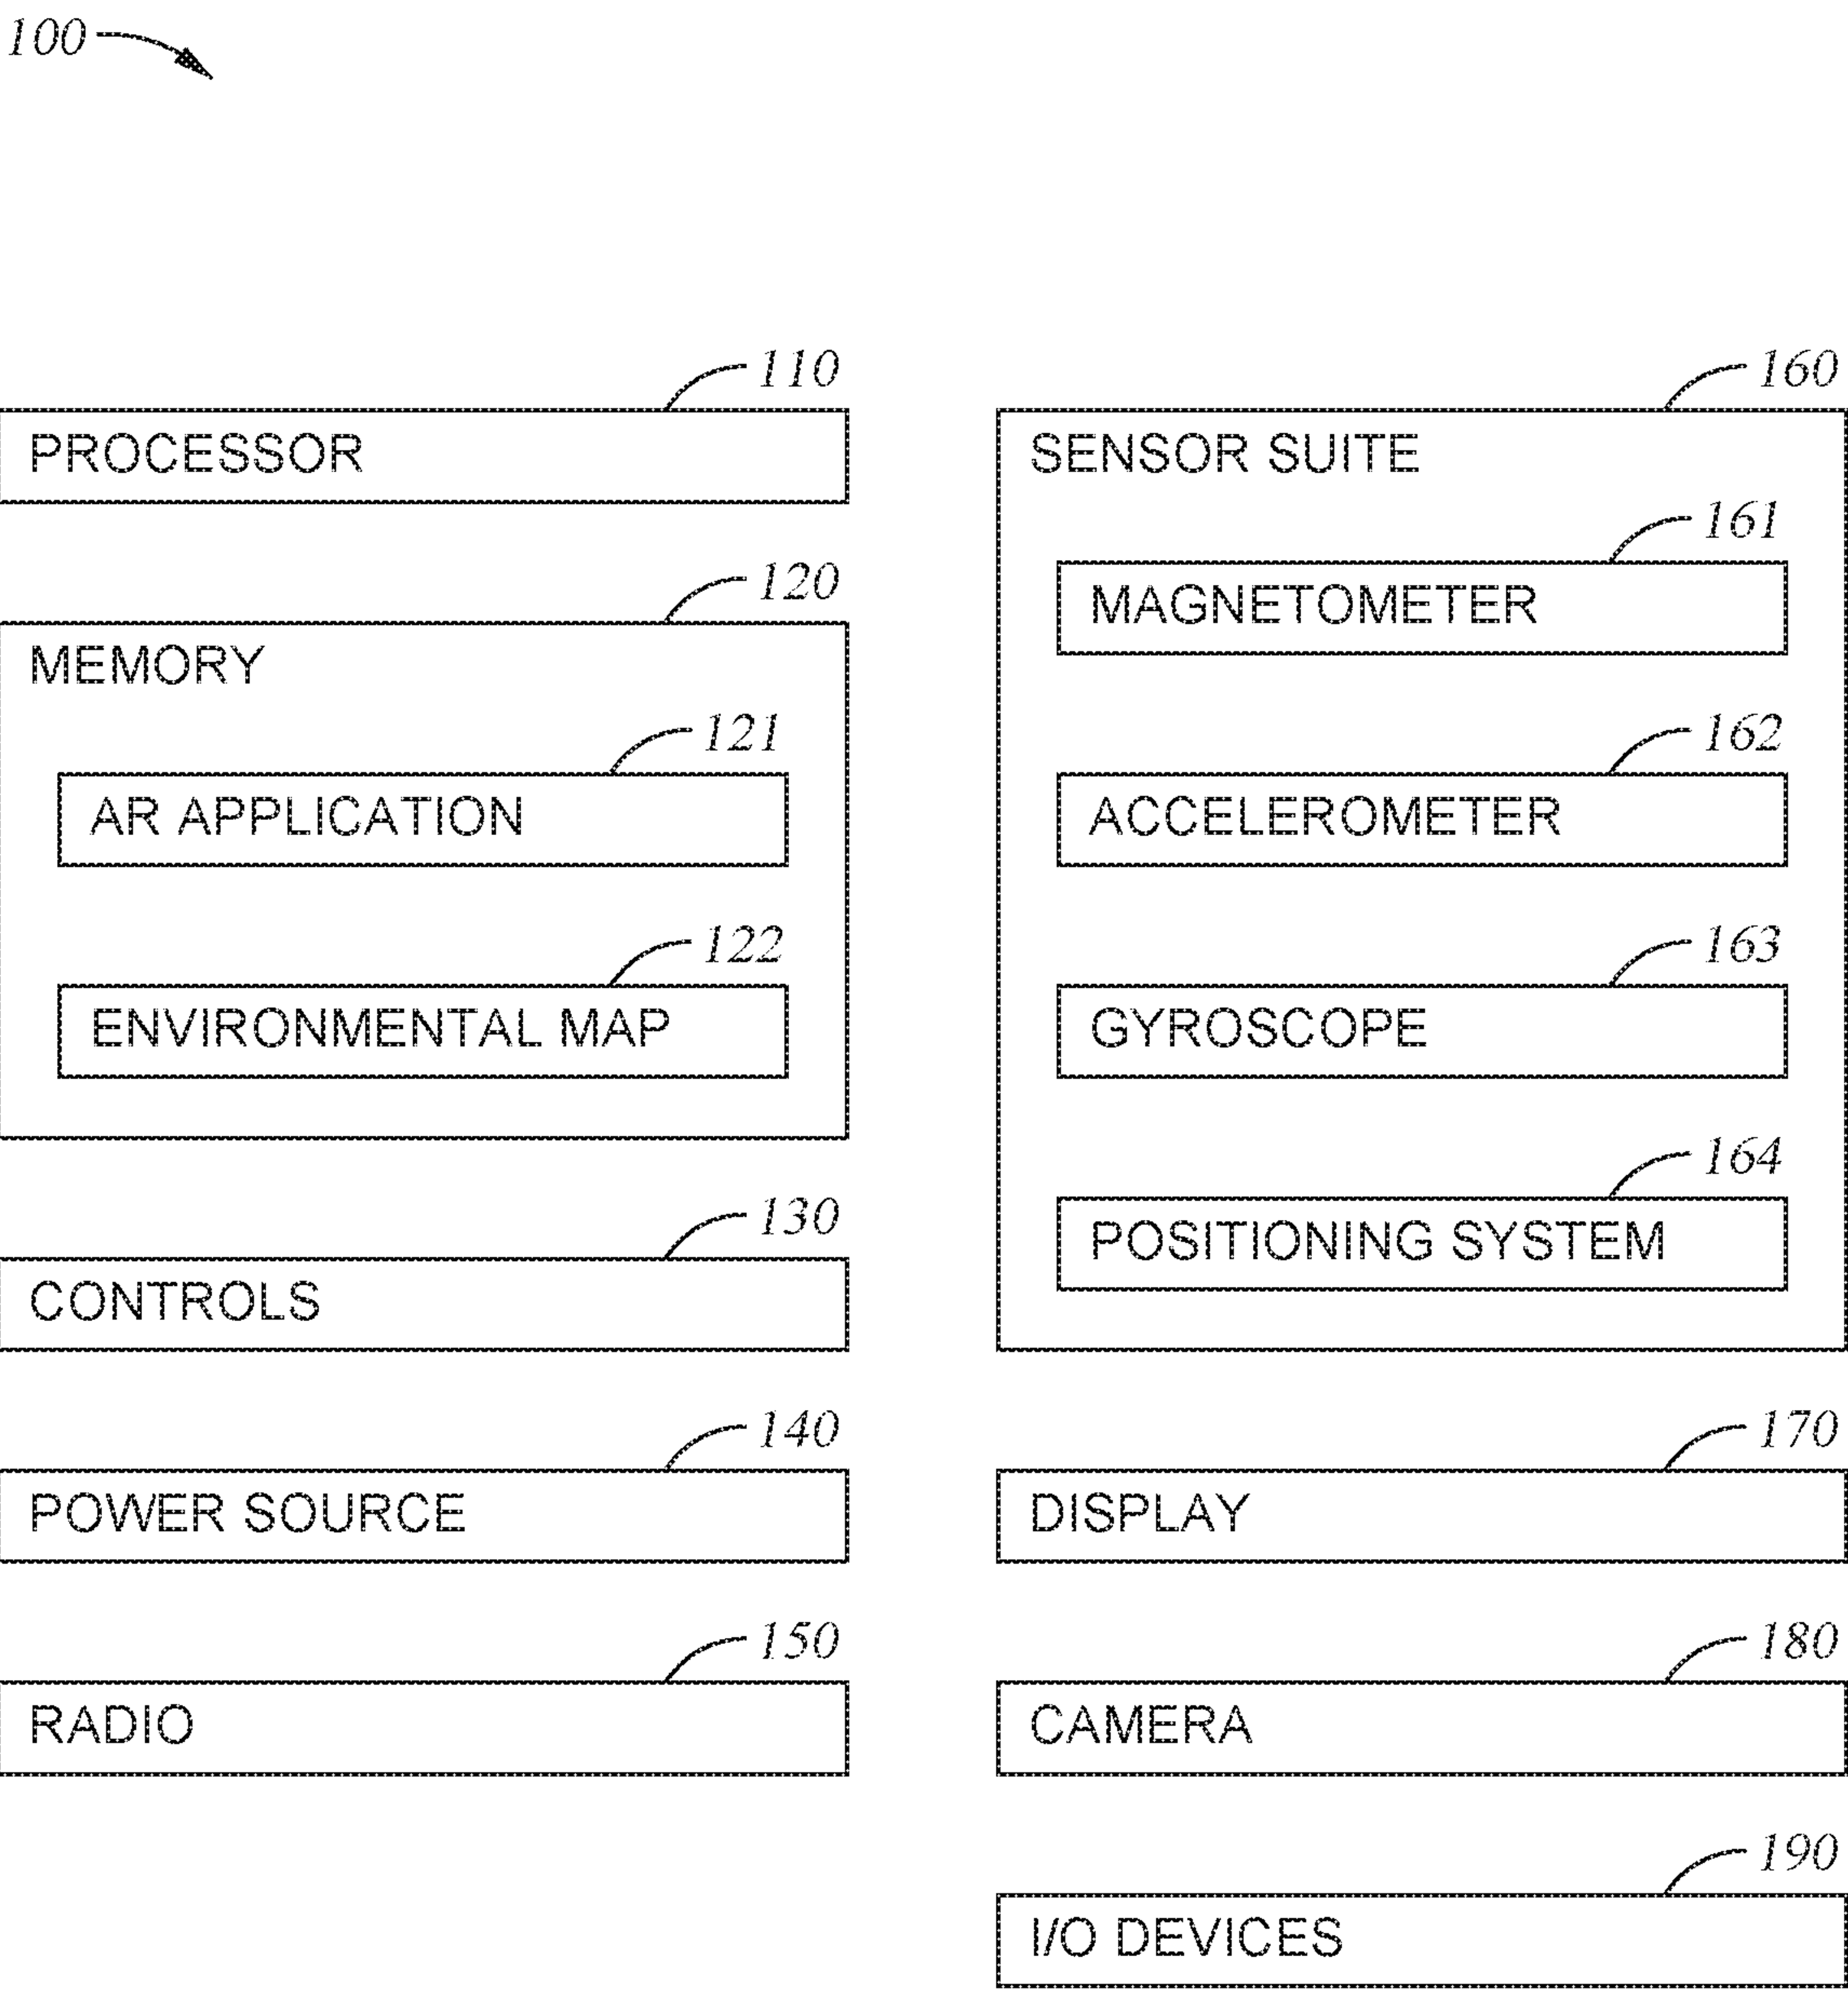 100
110
PROCESSOR
120
MEMORY
121
AR APPLICATION
122
ENVIRONMENTAL MAP
130
CONTROLS
140
POWER SOURCE
150
RADIO
160
SENSOR SUITE
161
MAGNETOMETER
162
ACCELEROMETER
163
GYROSCOPE
164
POSITIONING SYSTEM
170
DISPLAY
180
CAMERA
190
I/O DEVICES